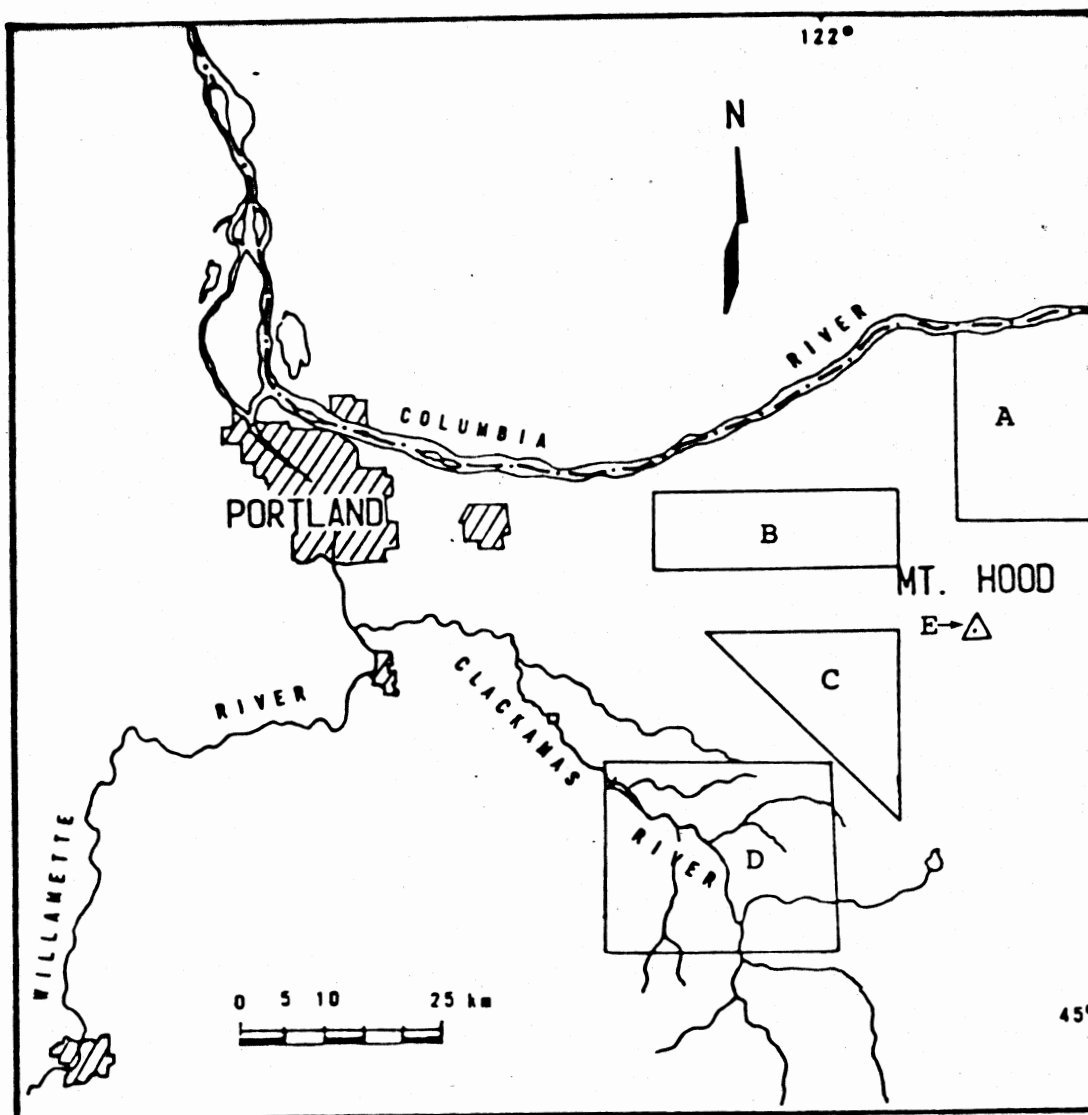 122°
N
COLUMBIA RIVER
A
PORTLAND
B
MT. HOOD
E→
C
CLACKAMAS RIVER
D
WILLAMETTE RIVER
0 5 10 25 km
45°